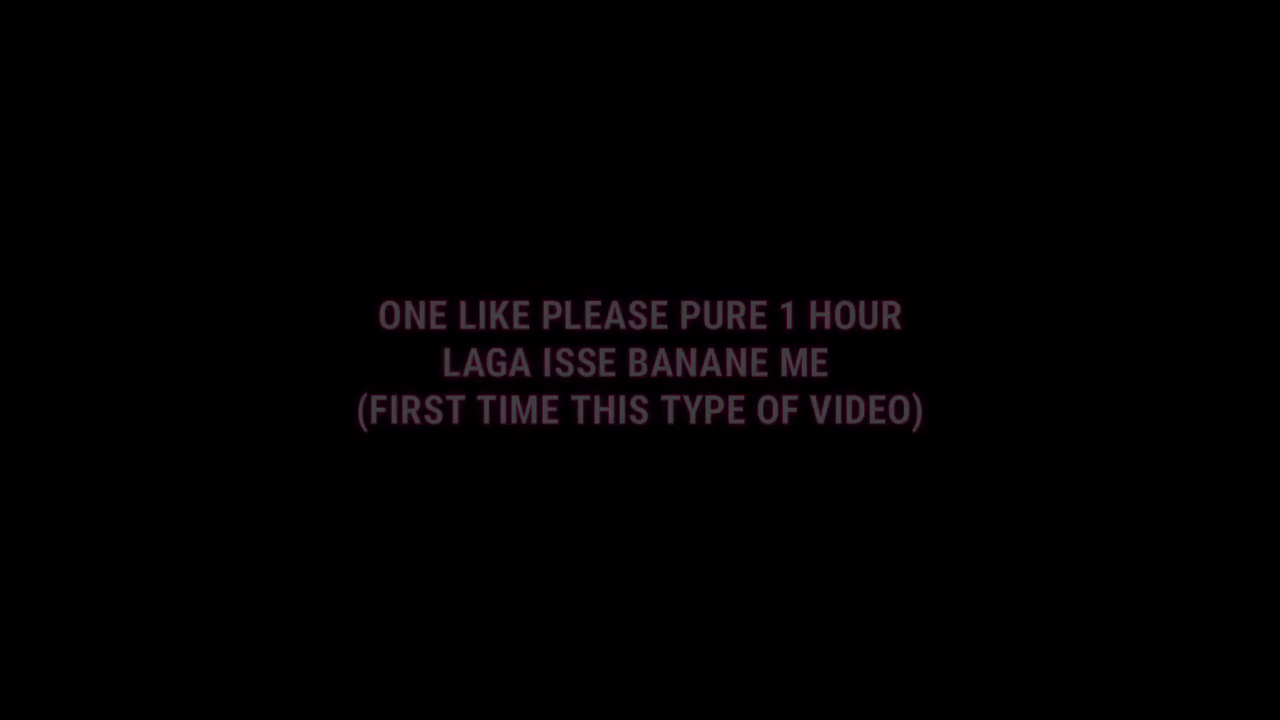 ONE LIKE PLEASE PURE 1 HOUR
LAGA ISSE BANANE ME
(FIRST TIME THIS TYPE OF VIDEO)